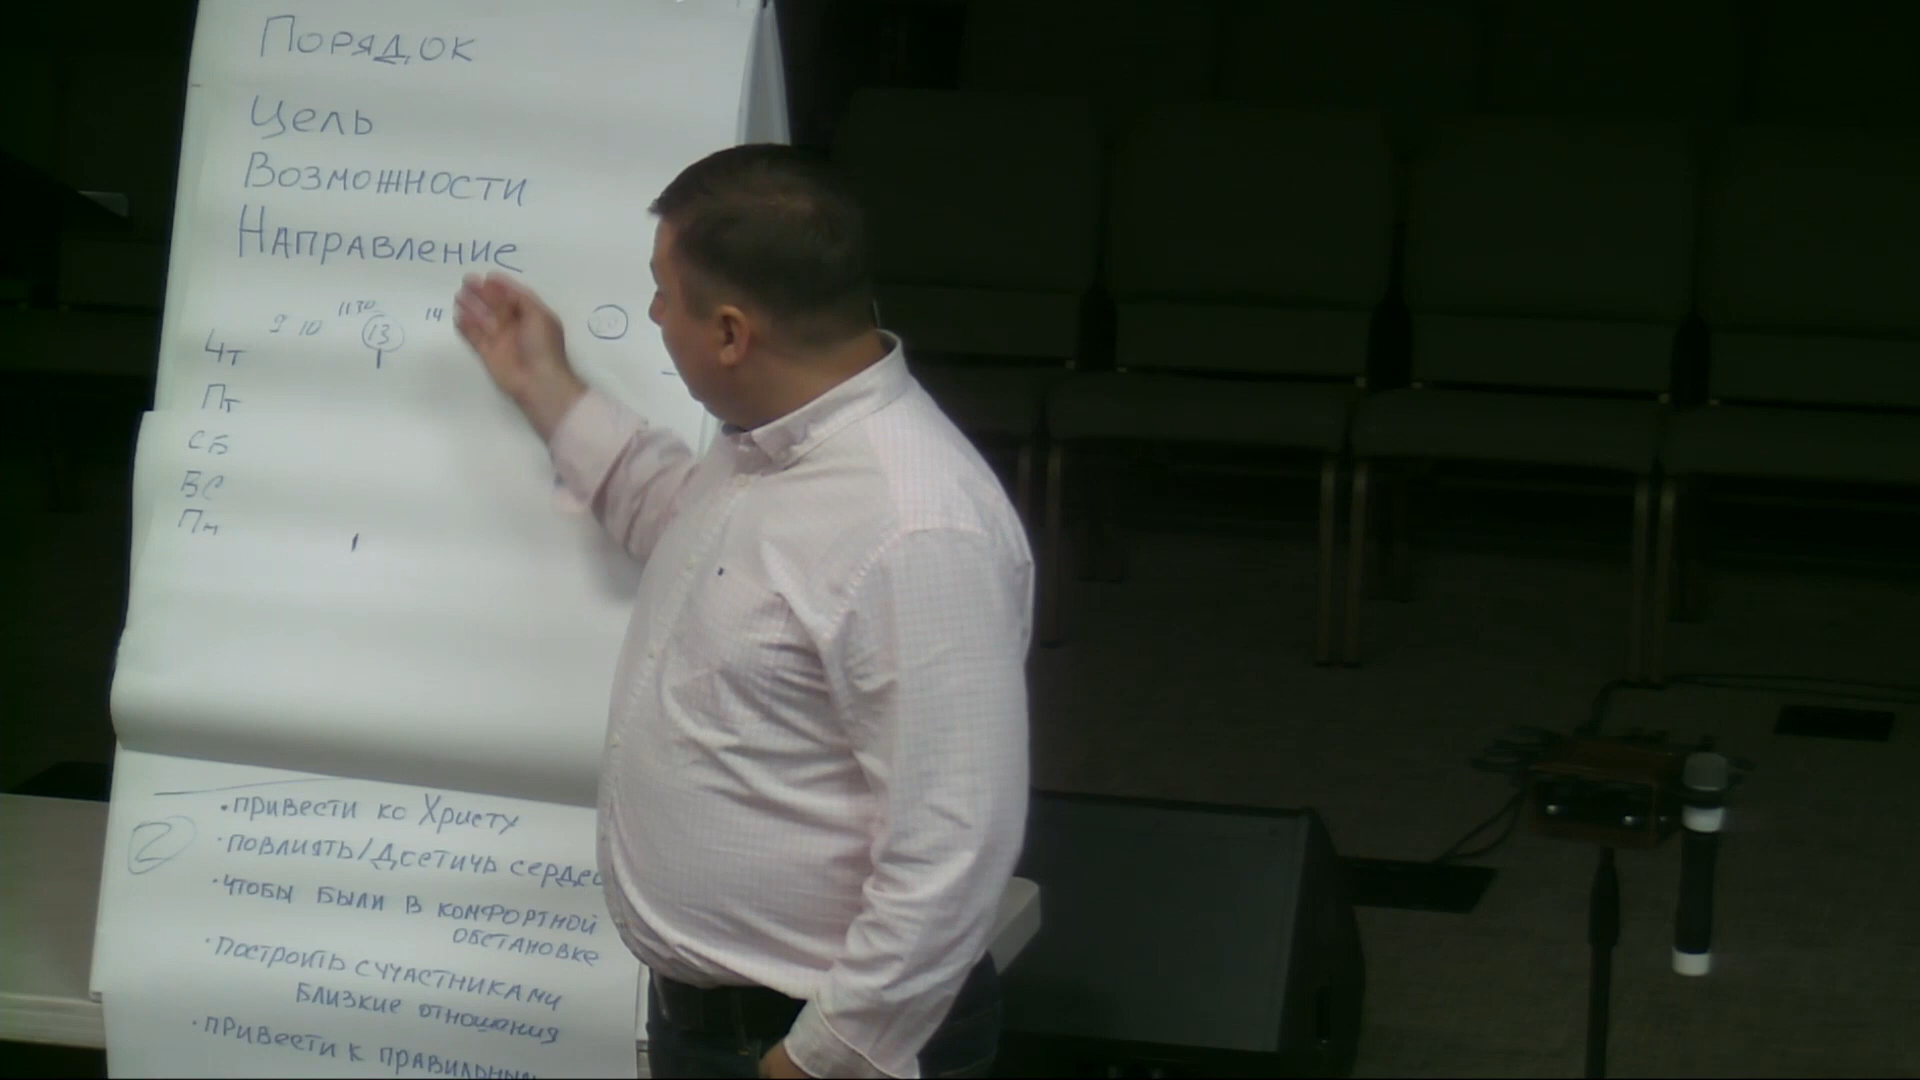 Порядок
Цель
Возможности
Направление
9 10 1130 13 14
Чт
Пт
Сб
ВС
Пн
2
• привести ко Христу
• повлиять/Достичь
• чтобы были в комфортной
обстановке
• построить с участниками
близкие отношения
• привести к